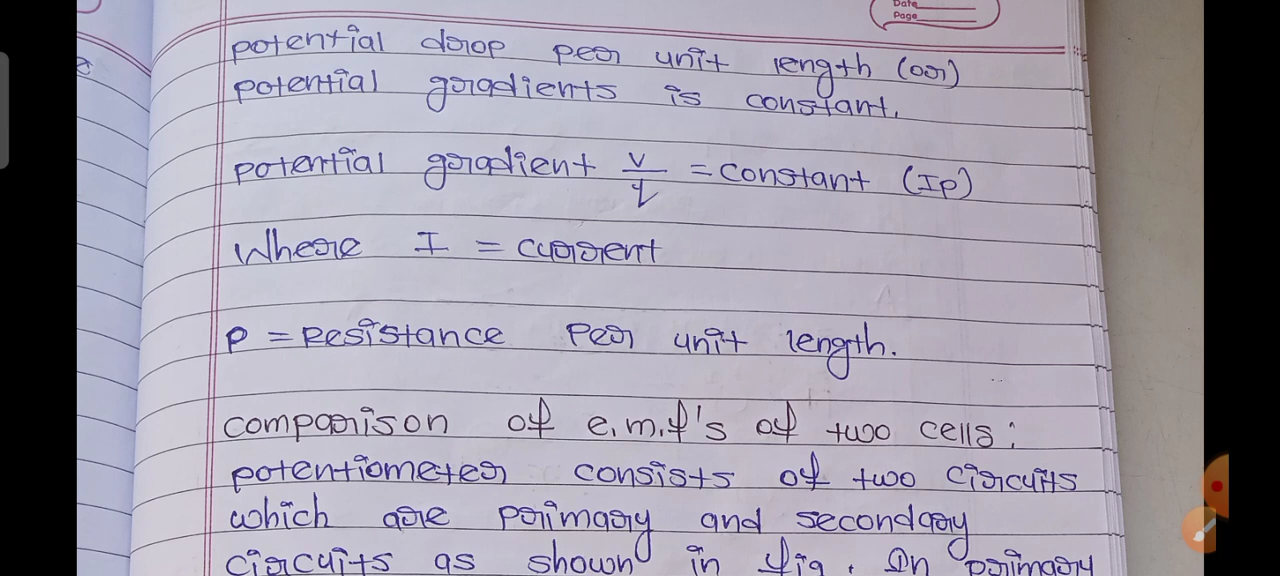 Date
Page
potential drop per unit length (or)
potential gradients is constant.
potential gradient v/l = constant (Ip)
Where I = current
P = Resistance Per unit length.
comparison of e.m.f's of two cells:
potentiometer consists of two circuits
which are primary and secondary
circuits as shown in fig. In primary